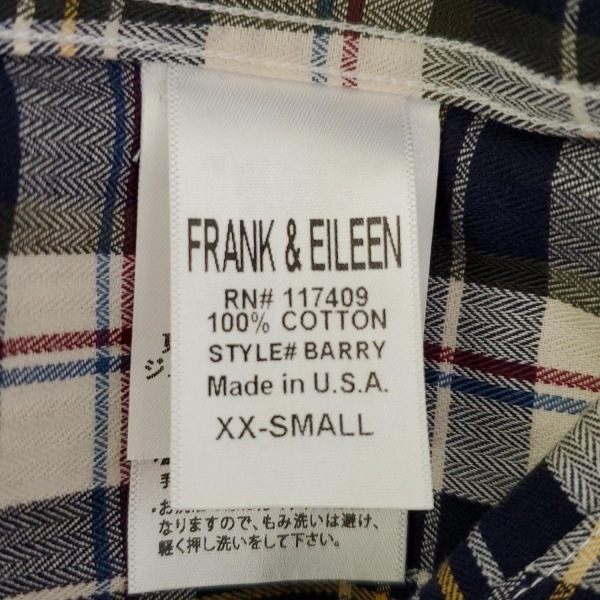 FRANK & EILEEN
RN# 117409
100% COTTON
STYLE# BARRY
Made in U.S.A.
XX-SMALL
なりますので、もみ洗いは避け、
軽く押し洗いをして下さい。